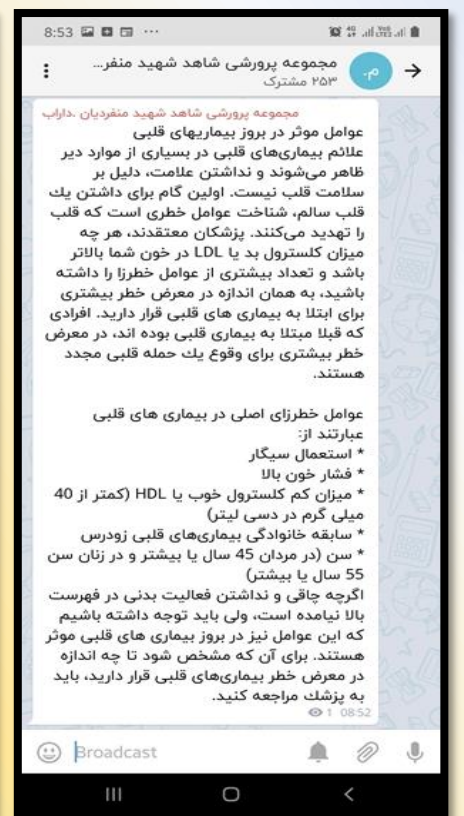 8:53
مجموعه پرورشی شاهد شهید منفر...
۲۵۳ مشترک
م.پ
مجموعه پرورشی شاهد شهید منفردیان .داراب
عوامل موثر در بروز بیماریهای قلبی
علائم بیماری‌های قلبی در بسیاری از موارد دیر
ظاهر می‌شوند و نداشتن علامت، دلیل بر
سلامت قلب نیست. اولین گام برای داشتن یك
قلب سالم، شناخت عوامل خطری است که قلب
را تهدید می‌کنند. پزشکان معتقدند، هر چه
میزان کلسترول بد یا LDL در خون شما بالاتر
باشد و تعداد بیشتری از عوامل خطرزا را داشته
باشید، به همان اندازه در معرض خطر بیشتری
برای ابتلا به بیماری های قلبی قرار دارید. افرادی
که قبلا مبتلا به بیماری قلبی بوده اند، در معرض
خطر بیشتری برای وقوع یك حمله قلبی مجدد
هستند.
عوامل خطرزای اصلی در بیماری های قلبی
عبارتند از:
* استعمال سیگار
* فشار خون بالا
* میزان کم کلسترول خوب یا HDL (کمتر از 40
میلی گرم در دسی لیتر)
* سابقه خانوادگی بیماری‌های قلبی زودرس
* سن (در مردان 45 سال یا بیشتر و در زنان سن
55 سال یا بیشتر)
اگرچه چاقی و نداشتن فعالیت بدنی در فهرست
بالا نیامده است، ولی باید توجه داشته باشیم
که این عوامل نیز در بروز بیماری های قلبی موثر
هستند. برای آن که مشخص شود تا چه اندازه
در معرض خطر بیماری‌های قلبی قرار دارید، باید
به پزشك مراجعه کنید.
1 08:52
Broadcast